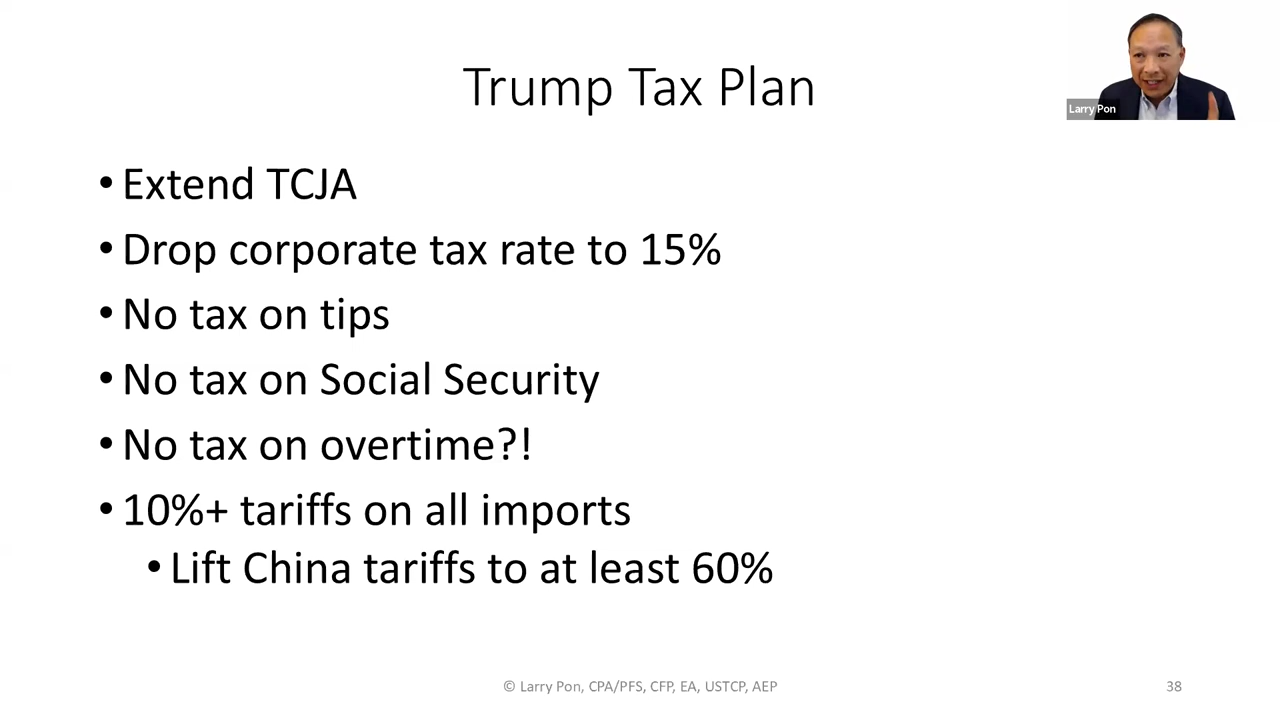 Trump Tax Plan
Larry Pon
•Extend TCJA
•Drop corporate tax rate to 15%
•No tax on tips
•No tax on Social Security
•No tax on overtime?!
•10%+ tariffs on all imports
•Lift China tariffs to at least 60%
© Larry Pon, CPA/PFS, CFP, EA, USTCP, AEP
38